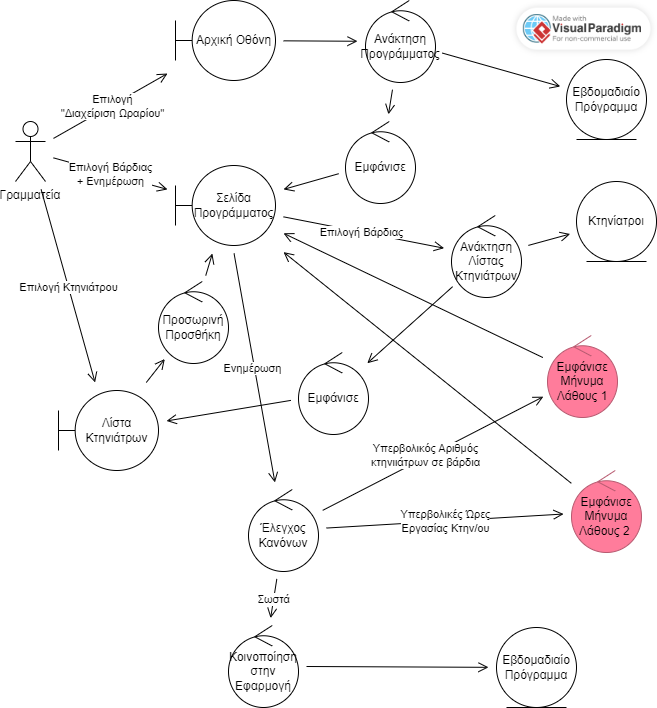 Made with
VisualParadigm
For non-commercial use
Αρχική Οθόνη
Ανάκτηση
Προγράμματος
Εβδομαδιαίο
Πρόγραμμα
Επιλογή
"Διαχείριση Ωραρίου"
Γραμματεία
Επιλογή Βάρδιας
+ Ενημέρωση
Εμφάνισε
Σελίδα
Προγράμματος
Επιλογή Βάρδιας
Ανάκτηση
Λίστας
Κτηνιάτρων
Κτηνίατροι
Επιλογή Κτηνιάτρου
Προσωρινή
Προσθήκη
Ενημέρωση
Εμφάνισε
Εμφάνισε
Μήνυμα
Λάθους 1
Λίστα
Κτηνιάτρων
Υπερβολικός Αριθμός
κτηνιιάτρων σε βάρδια
Υπερβολικές Ώρες
Εργασίας Κτην/ου
Εμφάνισε
Μήνυμα
Λάθους 2
Έλεγχος
Κανόνων
Σωστά
Κοινοποίηση
στην
Εφαρμογή
Εβδομαδιαίο
Πρόγραμμα